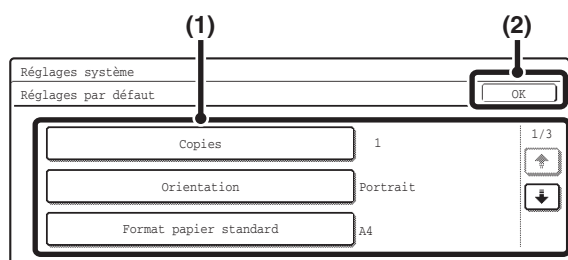 (1) (2)
Réglages système
Réglages par défaut OK
Copies 1 1/3
Orientation Portrait
Format papier standard A4